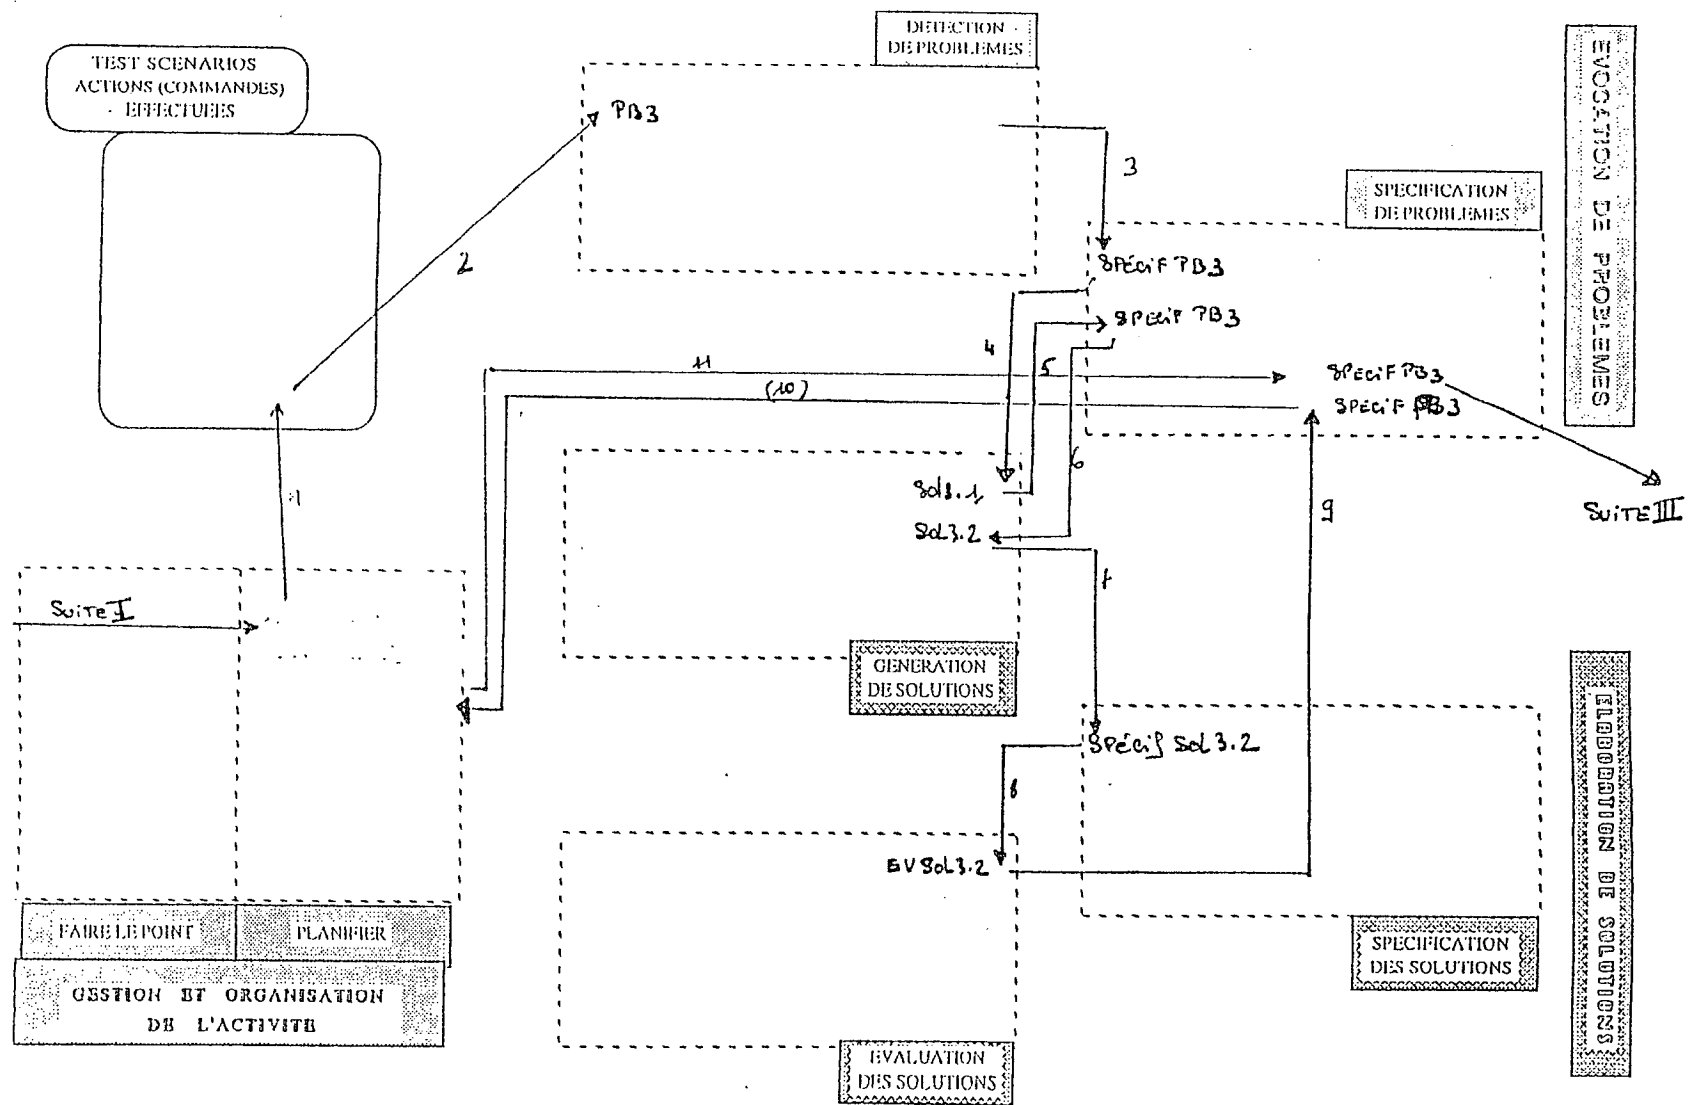 DETECTION
DE PROBLEMES
TEST SCENARIOS
ACTIONS (COMMANDES)
EFFECTUEES
PB3
3
2
EVOCATION DE PROBLEMES
SPECIFICATION
DE PROBLEMES
SPÉCIF PB3
SPECIF PB3
4
5
11
(10)
SPECIF PB3
SPECIF PB3
6
1
Sol3.1
Sol3.2
9
SUITE III
7
SUITE I
GENERATION
DE SOLUTIONS
SPÉCIF Sol3.2
8
EV Sol3.2
ELABORATION DE SOLUTIONS
FAIRE LE POINT
PLANIFIER
SPECIFICATION
DES SOLUTIONS
GESTION ET ORGANISATION
DE L'ACTIVITE
EVALUATION
DES SOLUTIONS